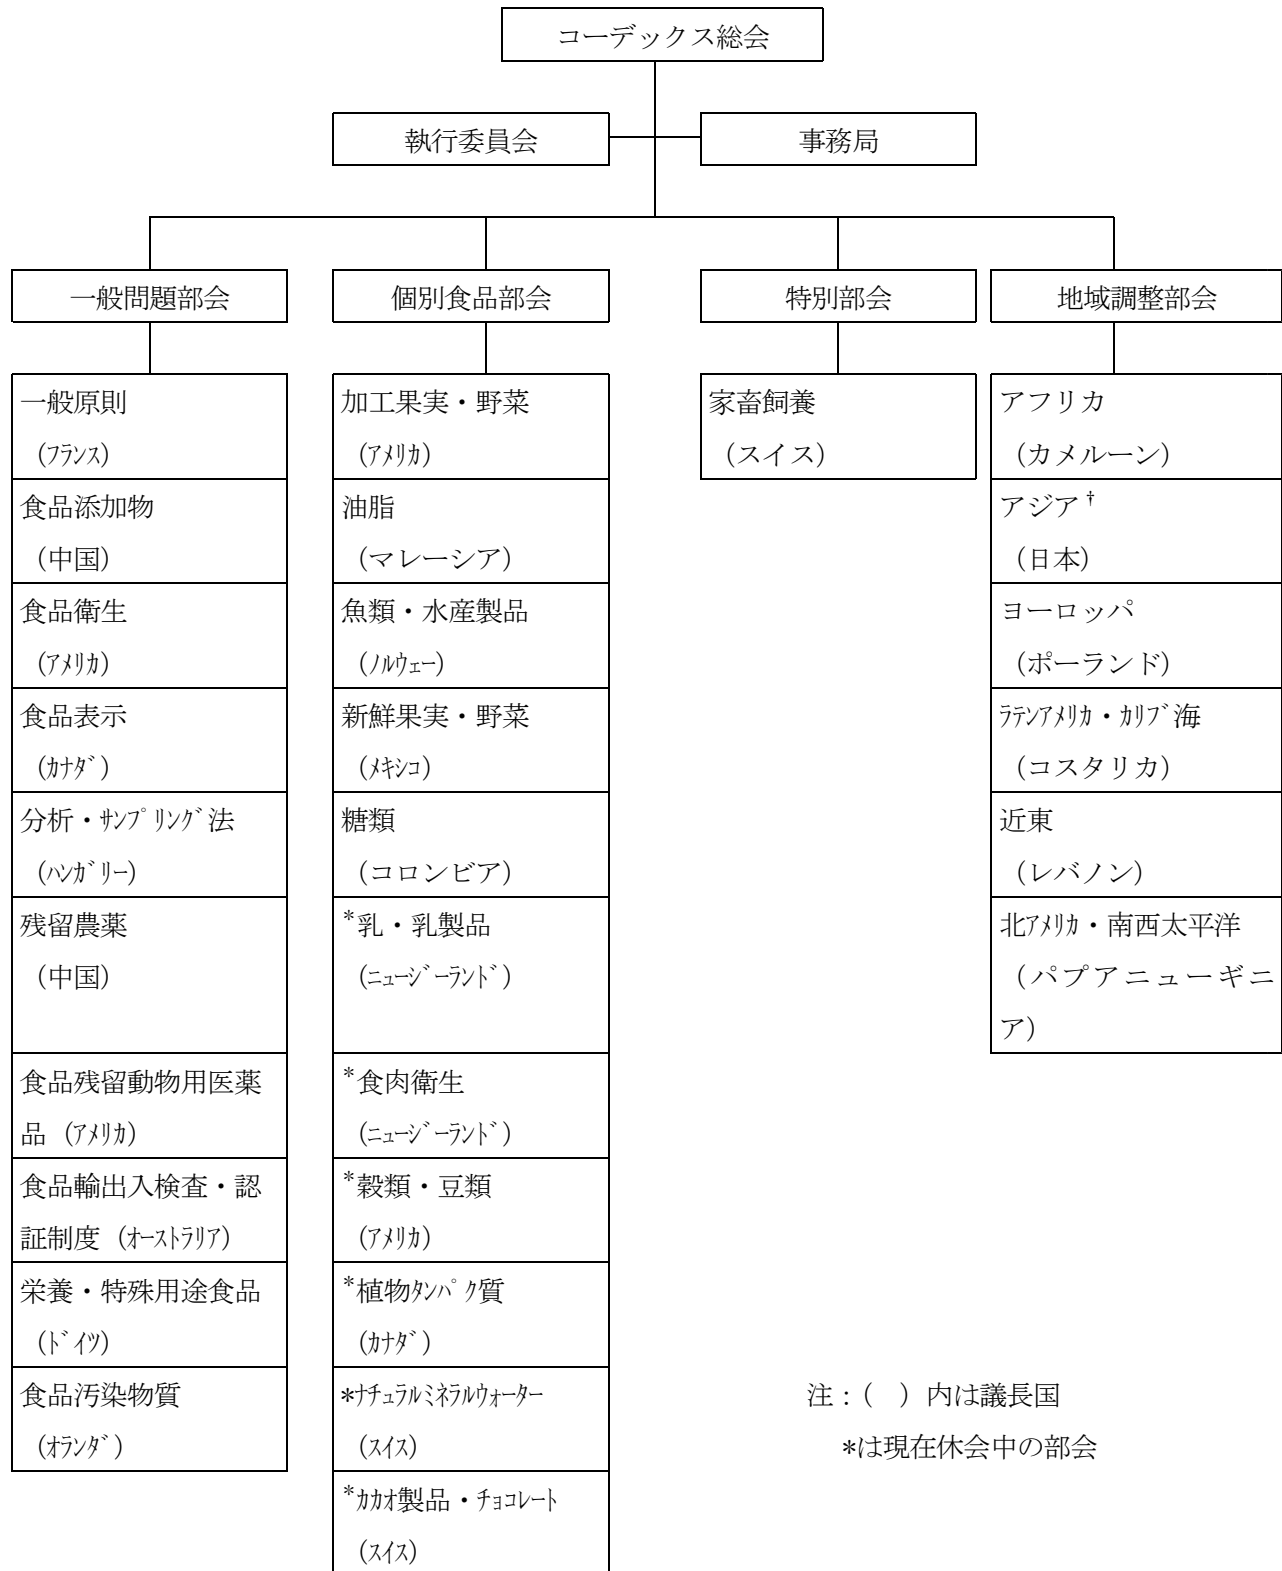 コーデックス総会
執行委員会
事務局
一般問題部会
個別食品部会
特別部会
地域調整部会
一般原則
(ﾌﾗﾝｽ)
食品添加物
（中国）
食品衛生
(ｱﾒﾘｶ)
食品表示
(ｶﾅﾀﾞ)
分析・ｻﾝﾌﾟﾘﾝｸﾞ法
(ﾊﾝｶﾞﾘｰ)
残留農薬
（中国）
食品残留動物用医薬
品 (ｱﾒﾘｶ)
食品輸出入検査・認
証制度 (ｵｰｽﾄﾗﾘｱ)
栄養・特殊用途食品
(ﾄﾞｲﾂ)
食品汚染物質
(ｵﾗﾝﾀﾞ)
加工果実・野菜
(ｱﾒﾘｶ)
油脂
（マレーシア）
魚類・水産製品
(ﾉﾙｳｪｰ)
新鮮果実・野菜
(ﾒｷｼｺ)
糖類
（コロンビア）
*乳・乳製品
(ﾆｭｰｼﾞｰﾗﾝﾄﾞ)
*食肉衛生
(ﾆｭｰｼﾞｰﾗﾝﾄﾞ)
*穀類・豆類
(ｱﾒﾘｶ)
*植物ﾀﾝﾊﾟｸ質
(ｶﾅﾀﾞ)
*ﾅﾁｭﾗﾙﾐﾈﾗﾙｳｫｰﾀｰ
(ｽｲｽ)
*ｶｶｵ製品・ﾁｮｺﾚｰﾄ
(ｽｲｽ)
家畜飼養
（スイス）
アフリカ
（カメルーン）
アジア†
（日本）
ヨーロッパ
（ポーランド）
ﾗﾃﾝｱﾒﾘｶ・ｶﾘﾌﾞ海
（コスタリカ）
近東
（レバノン）
北ｱﾒﾘｶ・南西太平洋
（パプアニューギニ
ア）
注：(　) 内は議長国
*は現在休会中の部会